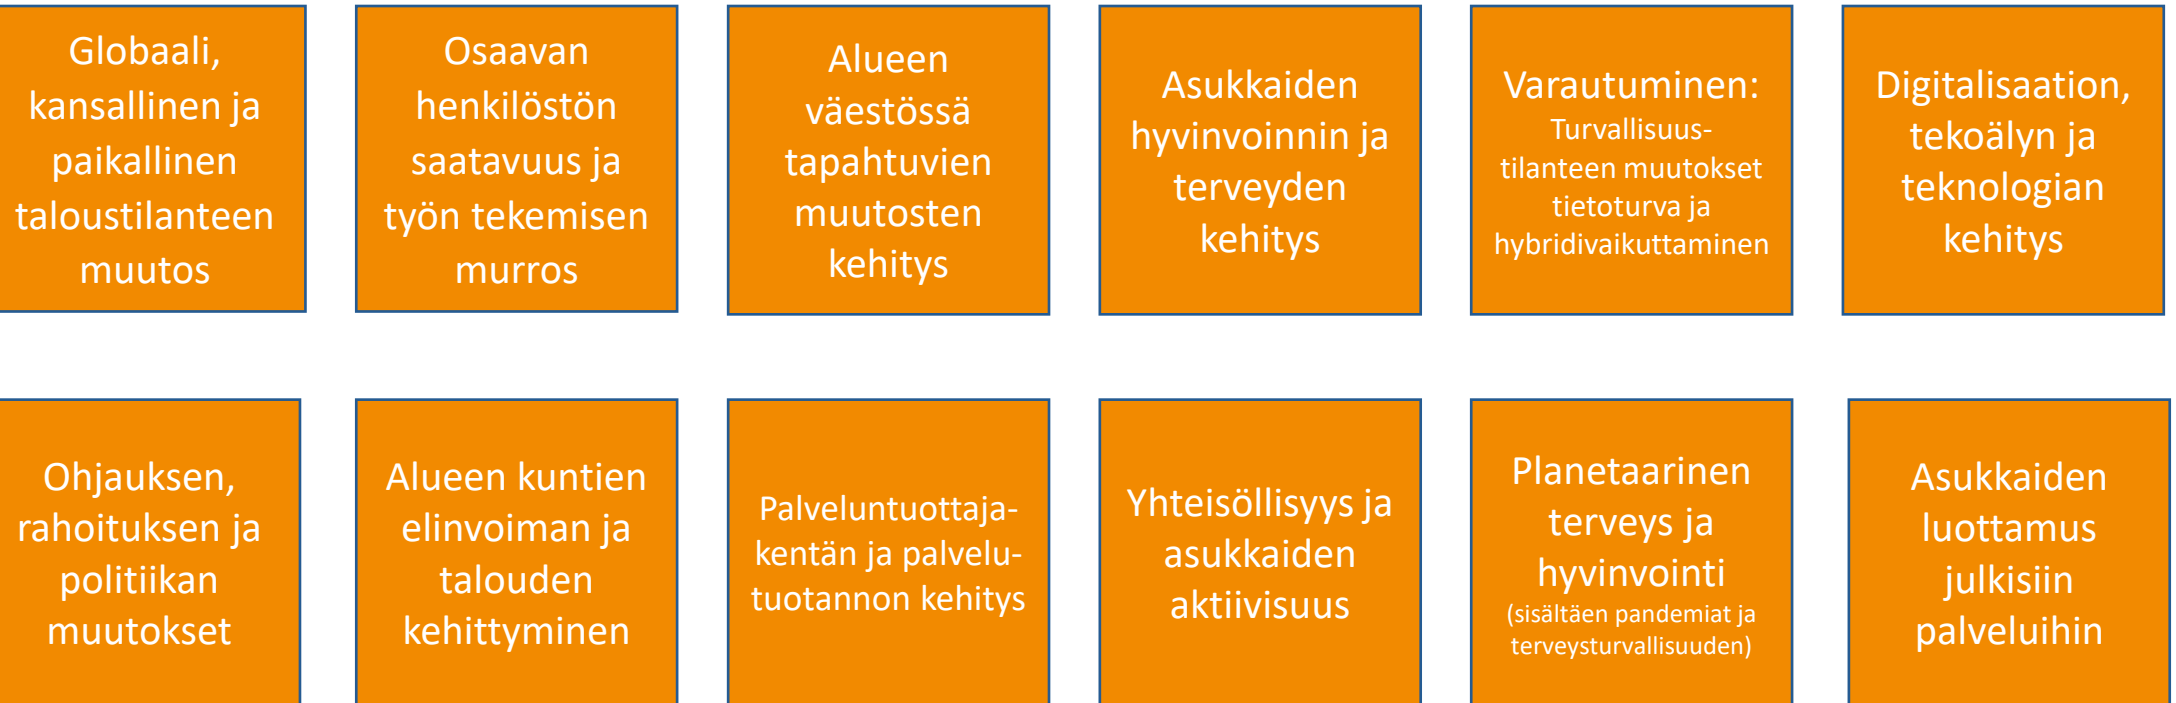 Globaali,
kansallinen ja
paikallinen
taloustilanteen
muutos
Osaavan
henkilöstön
saatavuus ja
työn tekemisen
murros
Alueen
väestössä
tapahtuvien
muutosten
kehitys
Asukkaiden
hyvinvoinnin ja
terveyden
kehitys
Varautuminen:
Turvallisuus-
tilanteen muutokset
tietoturva ja
hybridivaikuttaminen
Digitalisaation,
tekoälyn ja
teknologian
kehitys
Ohjauksen,
rahoituksen ja
politiikan
muutokset
Alueen kuntien
elinvoiman ja
talouden
kehittyminen
Palveluntuottaja-
kentän ja palvelu-
tuotannon kehitys
Yhteisöllisyys ja
asukkaiden
aktiivisuus
Planetaarinen
terveys ja
hyvinvointi
(sisältäen pandemiat ja
terveysturvallisuuden)
Asukkaiden
luottamus
julkisiin
palveluihin